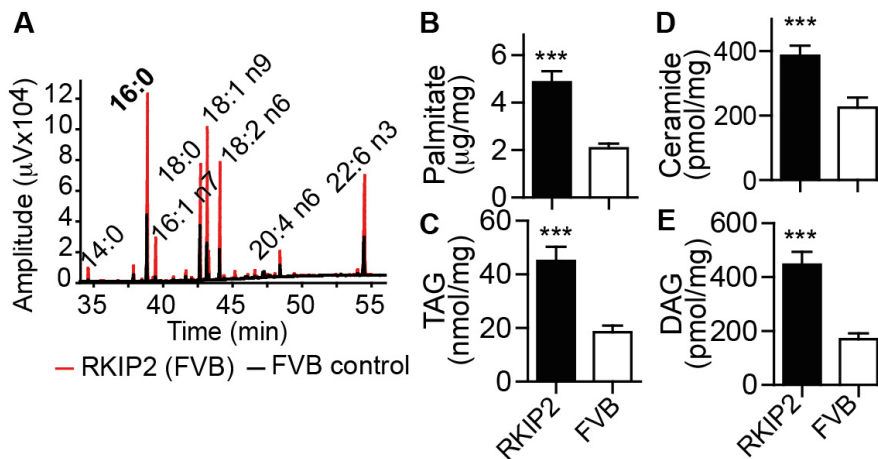 A
Amplitude (μVx104)
12
10
8
6
4
2
0
14:0
16:0
16:1 n7
18:0
18:1 n9
18:2 n6
20:4 n6
22:6 n3
35 40 45 50 55
Time (min)
RKIP2 (FVB) FVB control
B
Palmitate
(μg/mg)
6
4
2
0
***
C
TAG
(nmol/mg)
60
40
20
0
***
RKIP2 FVB
D
Ceramide
(pmol/mg)
400
200
0
***
E
DAG
(pmol/mg)
600
400
200
0
***
RKIP2 FVB